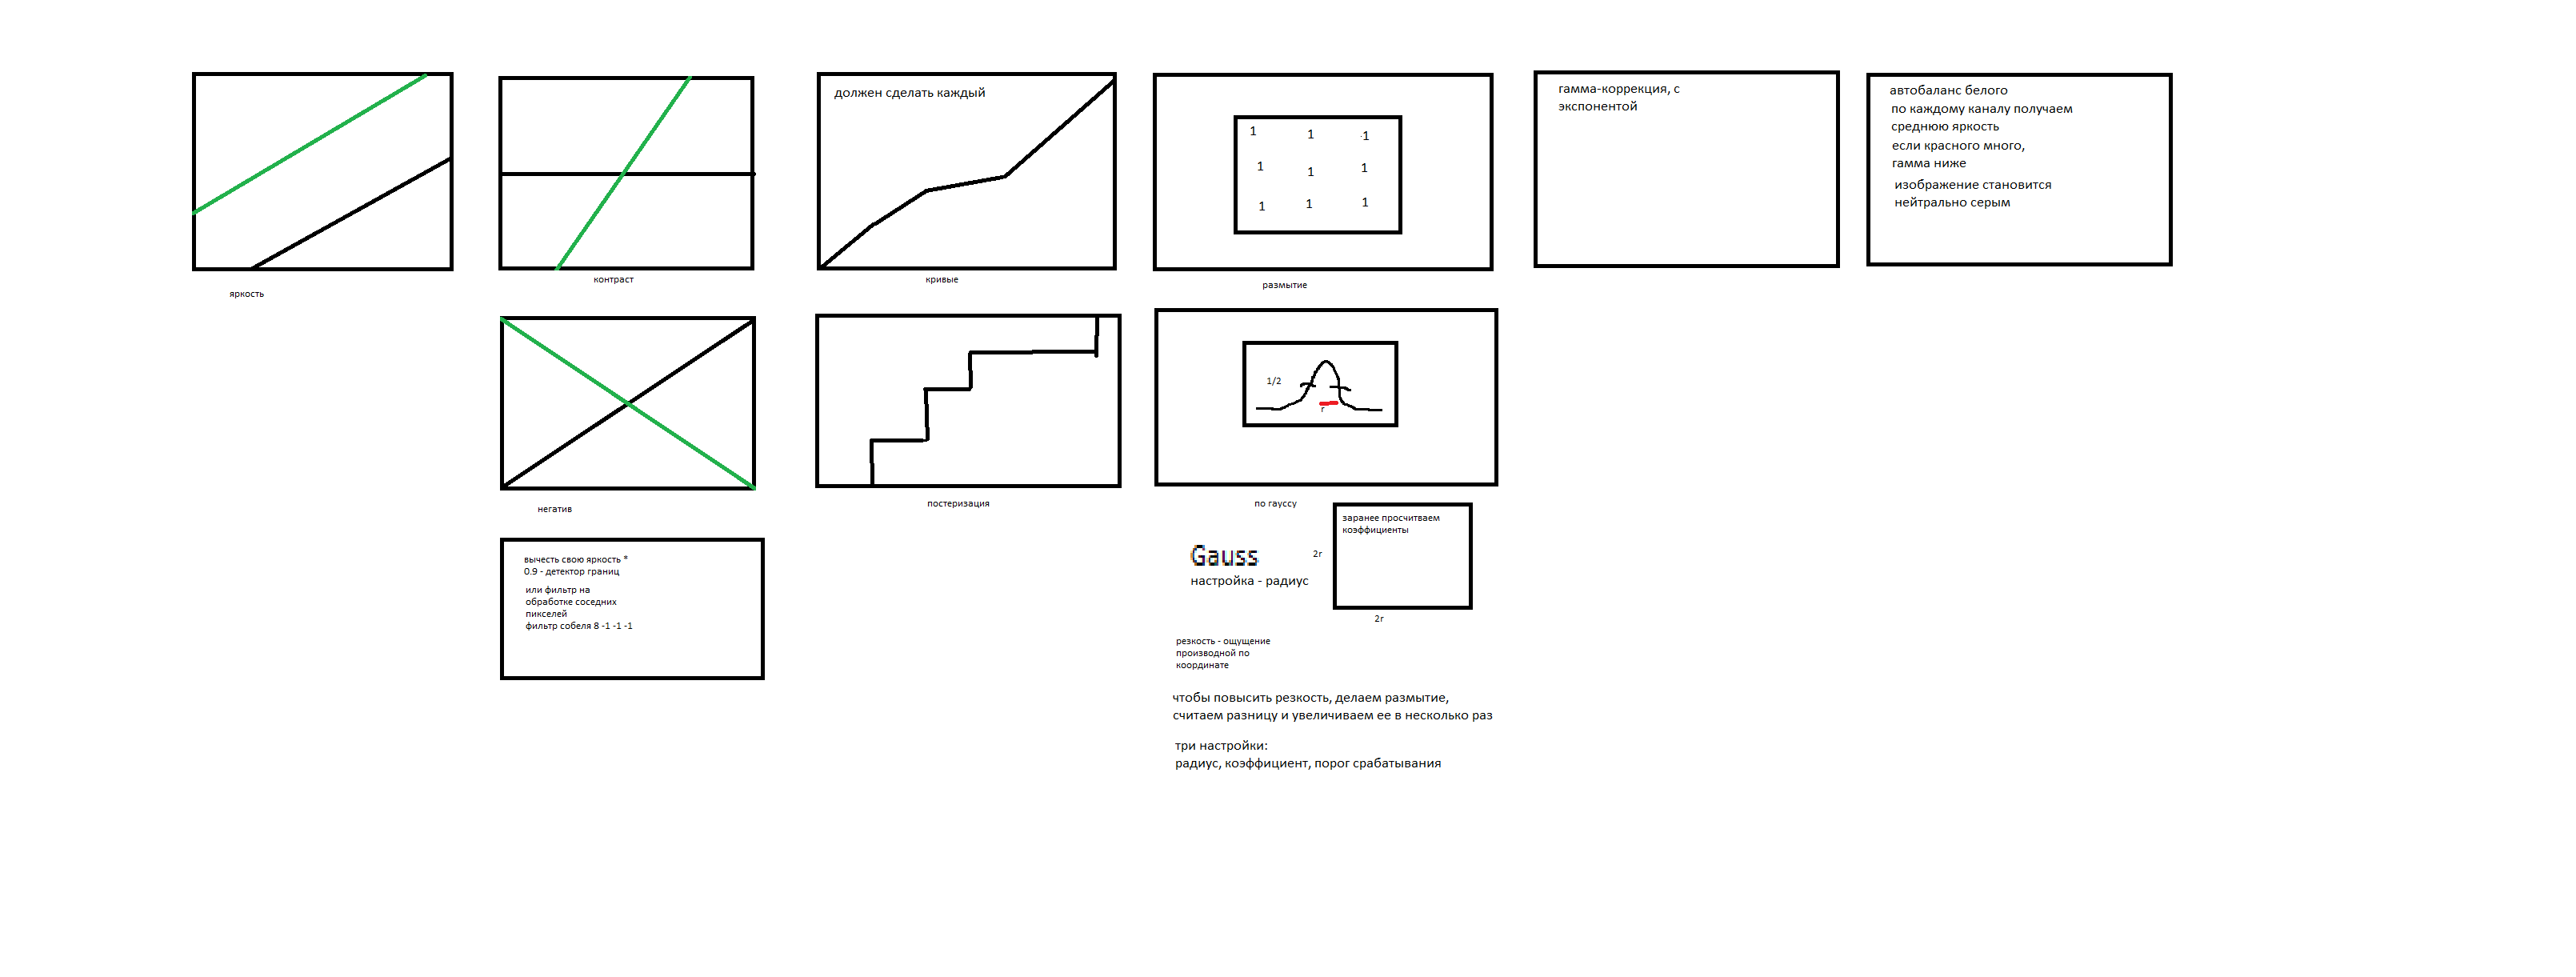 яркость
контраст
должен сделать каждый
кривые
1 1 1
1 1 1
1 1 1
размытие
гамма-коррекция, с
экспонентой
автобаланс белого
по каждому каналу получаем
среднюю яркость
если красного много,
гамма ниже
изображение становится
нейтрально серым
негатив
постеризация
1/2
r
по гауссу
вычесть свою яркость *
0.9 - детектор границ
или фильтр на
обработке соседних
пикселей
фильтр собеля 8 -1 -1 -1
Gauss
настройка - радиус
2r
заранее просчитваем
коэффициенты
2r
резкость - ощущение
производной по
координате
чтобы повысить резкость, делаем размытие,
считаем разницу и увеличиваем ее в несколько раз
три настройки:
радиус, коэффициент, порог срабатывания